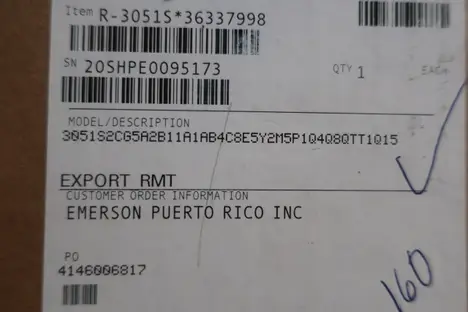 Item R-3051S*36337998
SN 20SHPE0095173
QTY 1 EACH
MODEL/DESCRIPTION
3051S2CG5A2B11A1AB4C8E5Y2M5P1Q4Q8QTT1Q15
EXPORT RMT
CUSTOMER ORDER INFORMATION
EMERSON PUERTO RICO INC
PO
4146006817
160